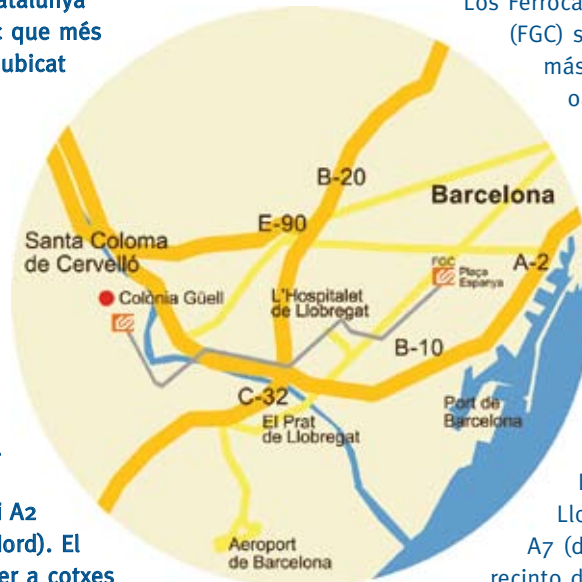 atalunya
que més
ubicat
Los Ferroca
(FGC) s
más
o
B-20
Barcelona
E-90
Santa Coloma
de Cervelló
FGC
Plaça
Espanya
A-2
Colònia Güell
L'Hospitalet
de Llobregat
B-10
C-32
Port de
Barcelona
El Prat
de Llobregat
i A2
Nord). El
er a cotxes
Aeroport
de Barcelona
Llo
A7 (d
recinto d